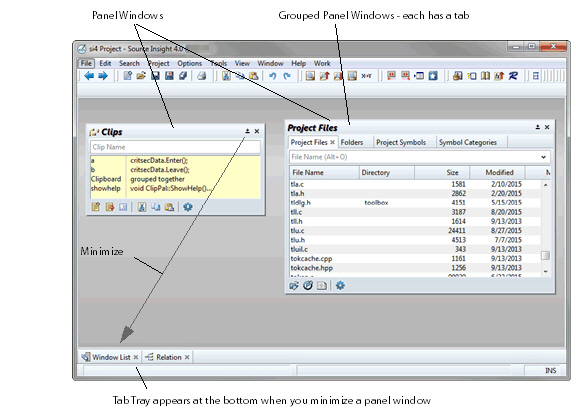 Panel Windows
Grouped Panel Windows - each has a tab
si4 Project - Source Insight 4.0
File Edit Search Project Options Tools View Window Help Work
Clips
Clip Name
a critsecData.Enter();
b critsecData.Leave();
Clipboard grouped together
showhelp void ClipPal::ShowHelp()...
Project Files
Project Files Folders Project Symbols Symbol Categories
File Name (Alt+O)
File Name Directory Size Modified
tla.c 1581 2/10/2015
tla.h 2862 2/20/2015
tldlg.h toolbox 4151 5/15/2015
tll.c 3187 8/20/2015
tll.h 1614 9/13/2013
tlu.c 24411 8/27/2015
tlu.h 4513 7/7/2015
tluil.c 343 9/13/2013
tokcache.cpp 1161 9/13/2013
tokcache.hpp 1256 9/13/2013
Minimize
Window List Relation
INS
Tab Tray appears at the bottom when you minimize a panel window